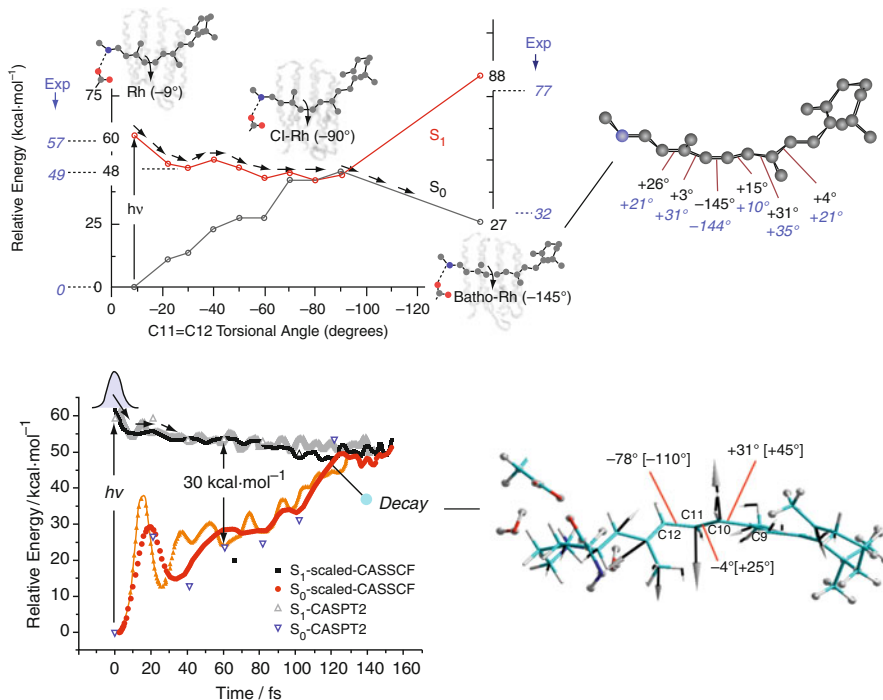 Rh (−9°)
Exp
75
57
60
49
48
25
hν
0
0
Relative Energy (kcal·mol−1)
CI-Rh (−90°)
S1
S0
Exp
88
77
32
27
Batho-Rh (−145°)
−20 −40 −60 −80 −100 −120
C11=C12 Torsional Angle (degrees)
+26° +3° −145° +15° +31° +4°
+21° +31° −144° +10° +35° +21°
Relative Energy / kcal·mol−1
60
50
40
30
20
10
0
hν
30 kcal·mol−1
Decay
S1-scaled-CASSCF
S0-scaled-CASSCF
S1-CASPT2
S0-CASPT2
0 20 40 60 80 100 120 140 160
Time / fs
−78° [−110°]
+31° [+45°]
C12
C11
C10
C9
−4°[+25°]